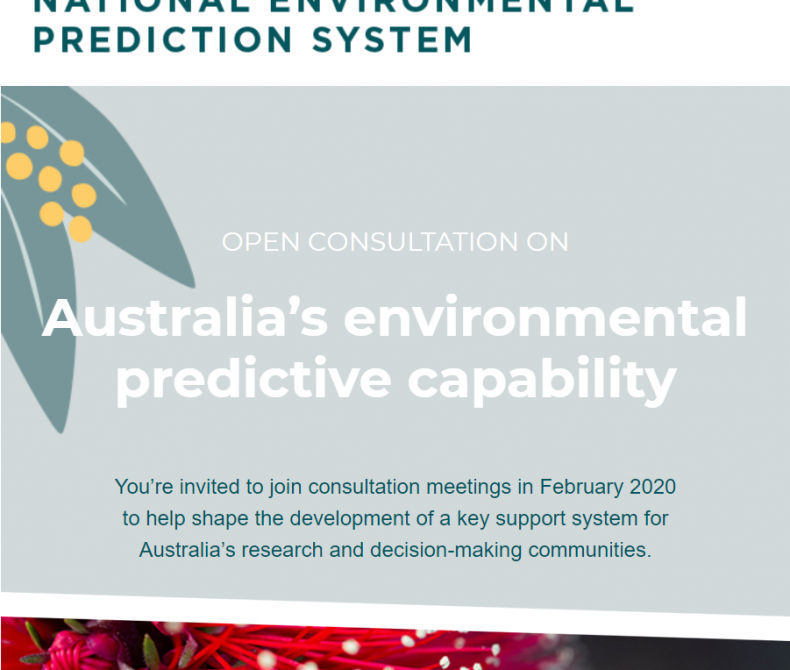 NATIONAL ENVIRONMENTAL
PREDICTION SYSTEM
OPEN CONSULTATION ON
Australia’s environmental
predictive capability
You’re invited to join consultation meetings in February 2020
to help shape the development of a key support system for
Australia’s research and decision-making communities.